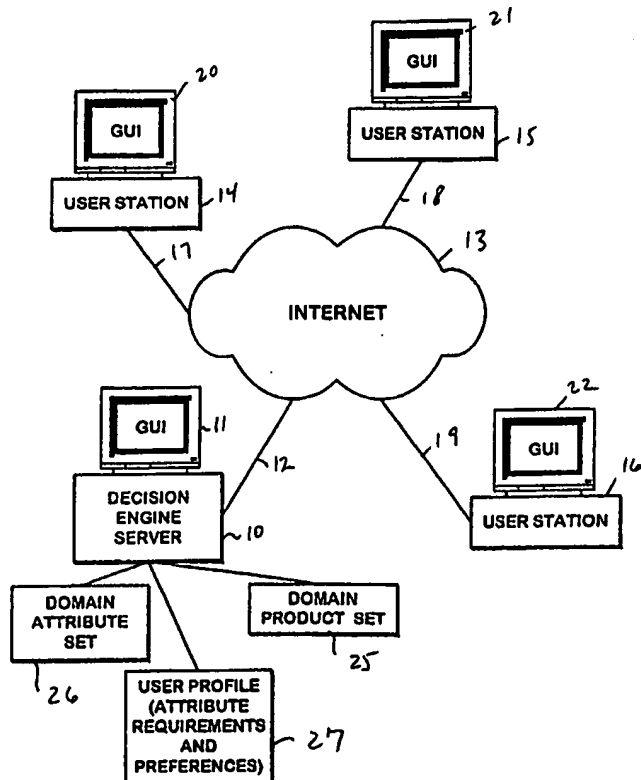 21
GUI
USER STATION
15
20
GUI
USER STATION
14
18
17
13
INTERNET
22
GUI
16
USER STATION
19
GUI
11
12
DECISION
ENGINE
SERVER
10
DOMAIN
ATTRIBUTE
SET
26
DOMAIN
PRODUCT SET
25
USER PROFILE
(ATTRIBUTE
REQUIREMENTS
AND
PREFERENCES)
27